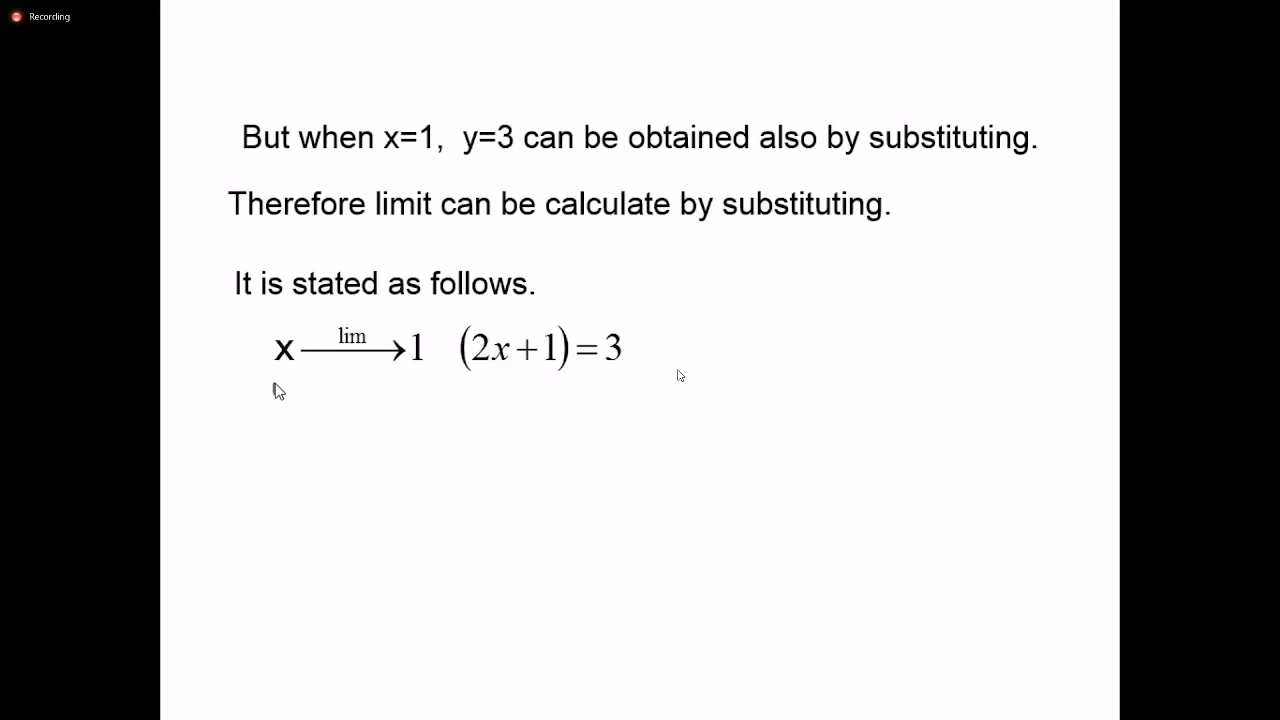 Recording
But when x=1, y=3 can be obtained also by substituting.
Therefore limit can be calculate by substituting.
It is stated as follows.
x \xrightarrow{lim} 1 (2x+1)=3